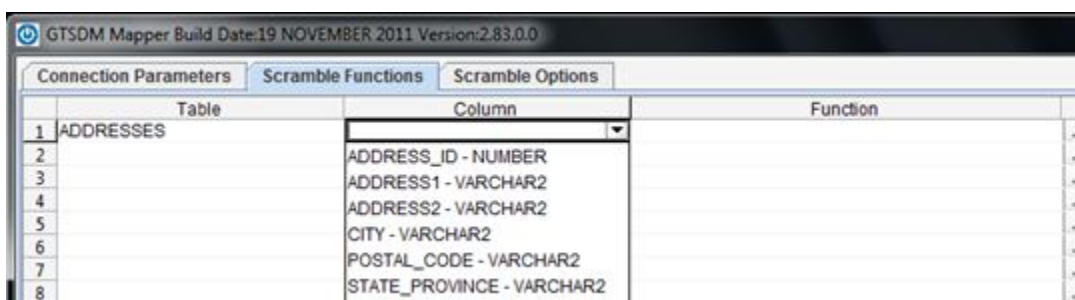 GTSDM Mapper Build Date:19 NOVEMBER 2011 Version:2.83.0.0
Connection Parameters Scramble Functions Scramble Options
Table Column Function
1 ADDRESSES
2 ADDRESS_ID - NUMBER
3 ADDRESS1 - VARCHAR2
4 ADDRESS2 - VARCHAR2
5 CITY - VARCHAR2
6
7 POSTAL_CODE - VARCHAR2
8 STATE_PROVINCE - VARCHAR2